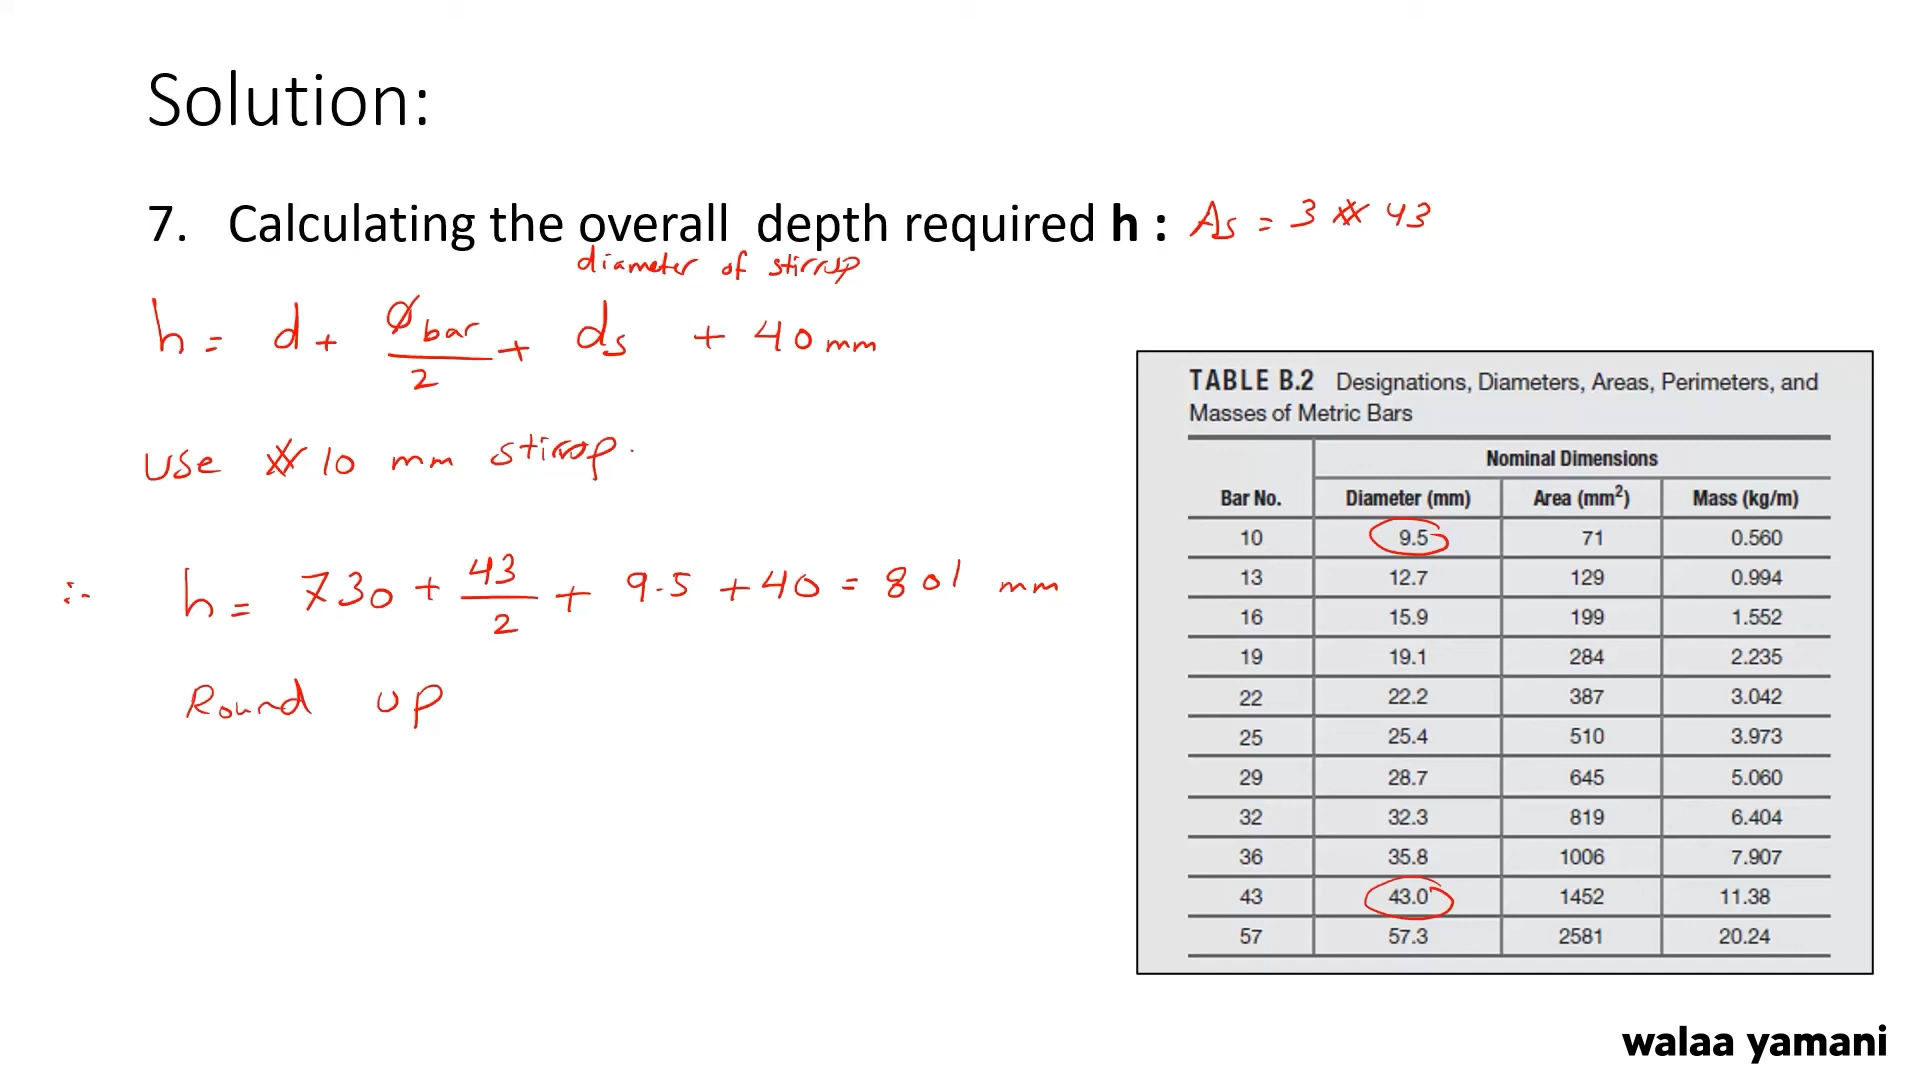 Solution:
7. Calculating the overall depth required h : As = 3 # 43
diameter of stirrup
h = d + Øbar/2 + ds + 40 mm
Use # 10 mm stirrup.
∴ h = 730 + 43/2 + 9.5 + 40 = 801 mm
Round up
TABLE B.2 Designations, Diameters, Areas, Perimeters, and
Masses of Metric Bars
Nominal Dimensions
Bar No. Diameter (mm) Area (mm²) Mass (kg/m)
10 9.5 71 0.560
13 12.7 129 0.994
16 15.9 199 1.552
19 19.1 284 2.235
22 22.2 387 3.042
25 25.4 510 3.973
29 28.7 645 5.060
32 32.3 819 6.404
36 35.8 1006 7.907
43 43.0 1452 11.38
57 57.3 2581 20.24
walaa yamani